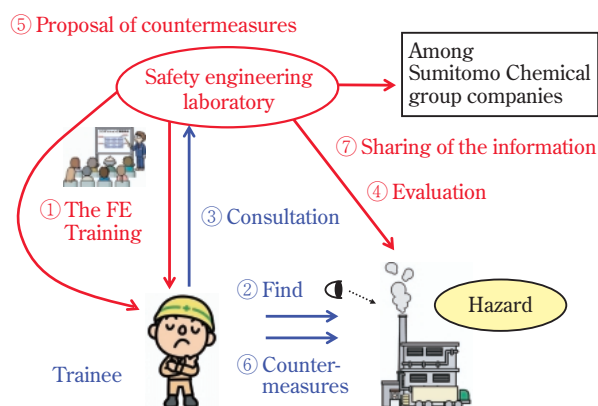 ⑤ Proposal of countermeasures
Safety engineering
laboratory
Among
Sumitomo Chemical
group companies
⑦ Sharing of the information
④ Evaluation
① The FE
Training
③ Consultation
② Find
Hazard
Trainee
⑥ Counter-
measures